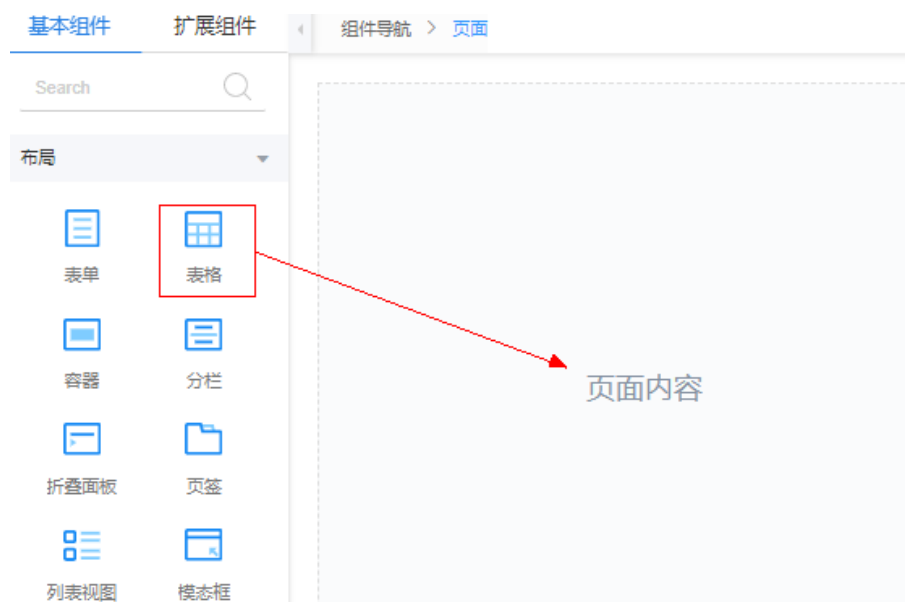 基本组件 扩展组件 组件导航 > 页面
Search
布局
表单 表格
容器 分栏
页面内容
折叠面板 页签
列表视图 模态框